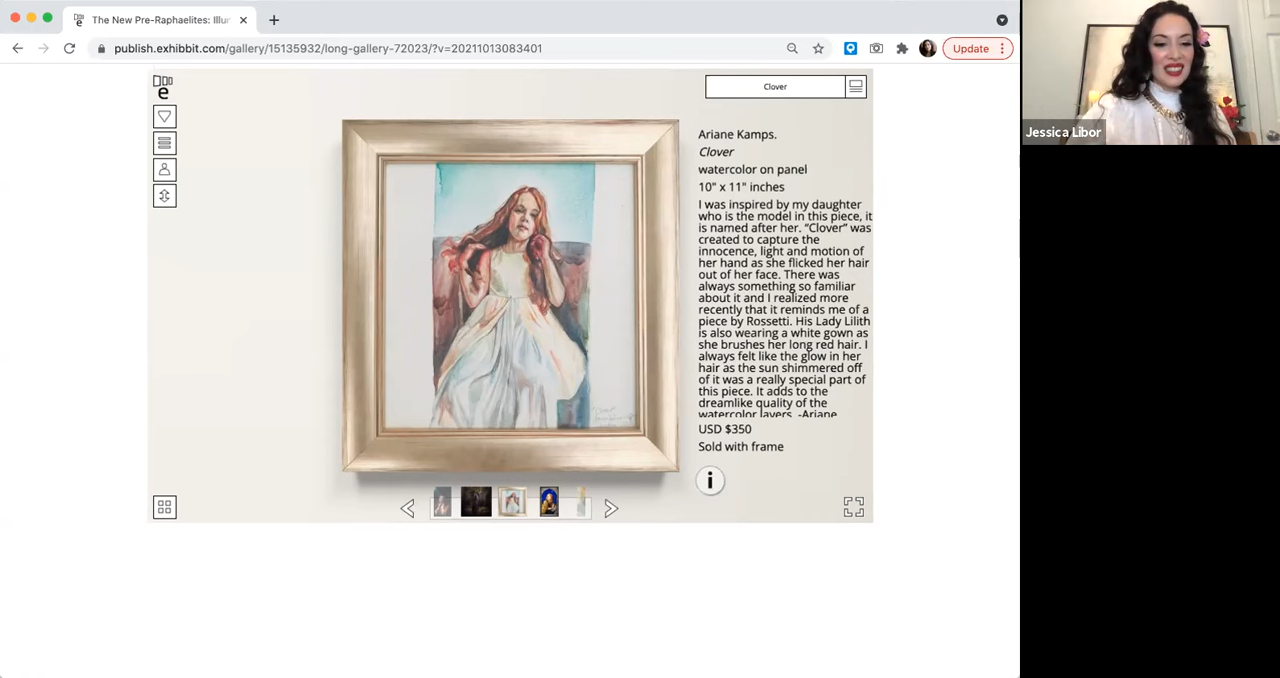 The New Pre-Raphaelites: Illur
publish.exhibbit.com/gallery/15135932/long-gallery-72023/?v=20211013083401
Update
e
Clover
Ariane Kamps.
Clover
watercolor on panel
10" x 11" inches
I was inspired by my daughter
who is the model in this piece, it
is named after her. “Clover” was
created to capture the
innocence, light and motion of
her hand as she flicked her hair
out of her face. There was
always something so familiar
about it and I realized more
recently that it reminds me of a
piece by Rossetti. His Lady Lilith
is also wearing a white gown as
she brushes her long red hair. I
always felt like the glow in her
hair as the sun shimmered off
of it was a really special part of
this piece. It adds to the
dreamlike quality of the
watercolor layers. -Ariane
USD $350
Sold with frame
i
Jessica Libor